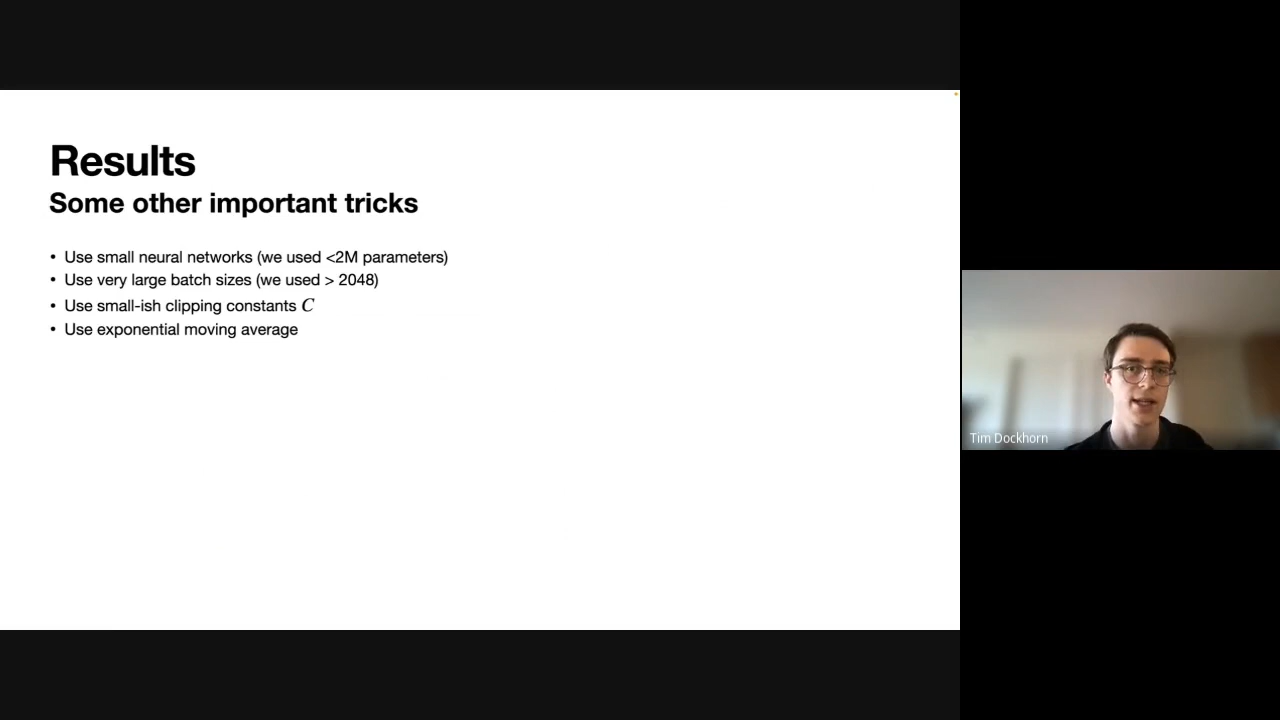 Results
Some other important tricks
• Use small neural networks (we used <2M parameters)
• Use very large batch sizes (we used > 2048)
• Use small-ish clipping constants C
• Use exponential moving average
Tim Dockhorn